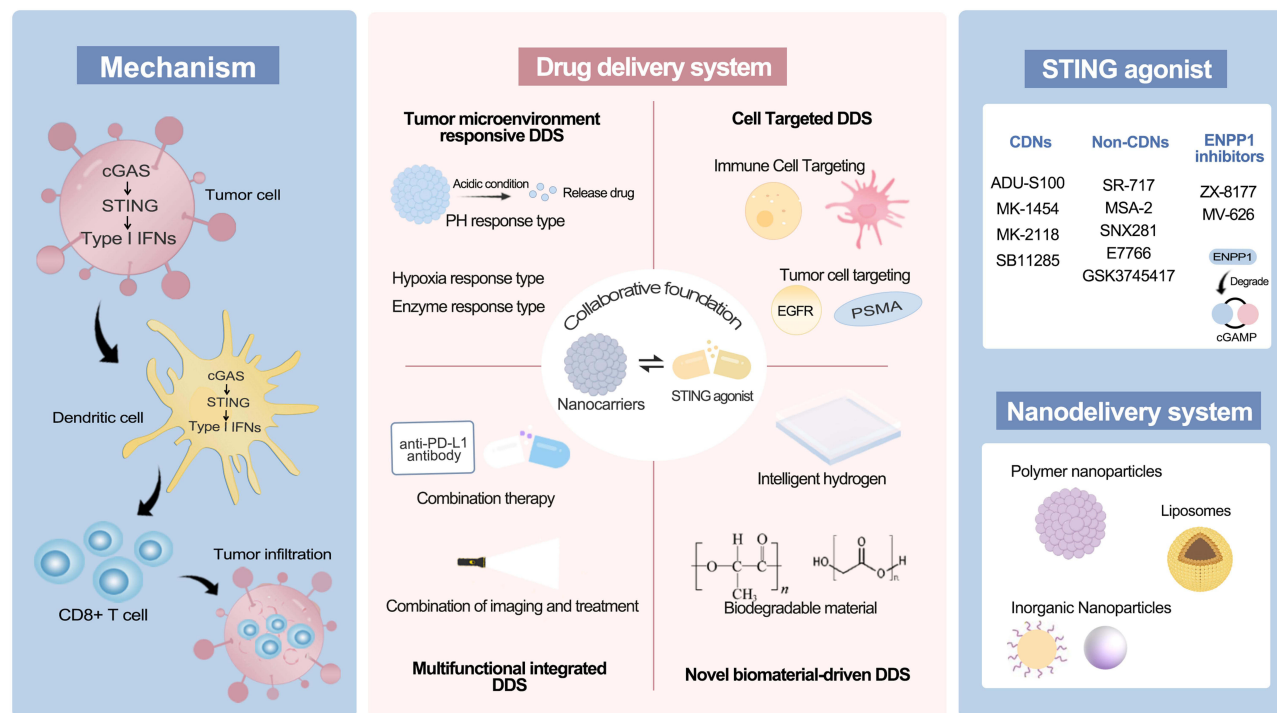 Mechanism
cGAS
STING
Type I IFNs
Tumor cell
cGAS
STING
Type I IFNs
Dendritic cell
CD8+ T cell
Tumor infiltration
Drug delivery system
Tumor microenvironment
responsive DDS
Acidic condition
Release drug
PH response type
Hypoxia response type
Enzyme response type
Cell Targeted DDS
Immune Cell Targeting
Tumor cell targeting
EGFR
PSMA
Collaborative foundation
Nanocarriers
STING agonist
anti-PD-L1
antibody
Combination therapy
Combination of imaging and treatment
Multifunctional integrated
DDS
Intelligent hydrogen
H O
O C C
CH3
n
O
HO
O
H
n
Biodegradable material
Novel biomaterial-driven DDS
STING agonist
CDNs
ADU-S100
MK-1454
MK-2118
SB11285
Non-CDNs
SR-717
MSA-2
SNX281
E7766
GSK3745417
ENPP1
inhibitors
ZX-8177
MV-626
ENPP1
Degrade
cGAMP
Nanodelivery system
Polymer nanoparticles
Liposomes
Inorganic Nanoparticles